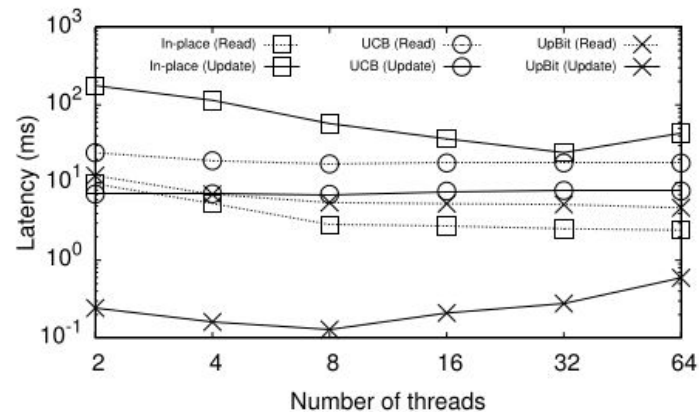 10³
In-place (Read) UCB (Read) UpBit (Read)
In-place (Update) UCB (Update) UpBit (Update)
10²
10¹
10⁰
10⁻¹
Latency (ms)
2 4 8 16 32 64
Number of threads